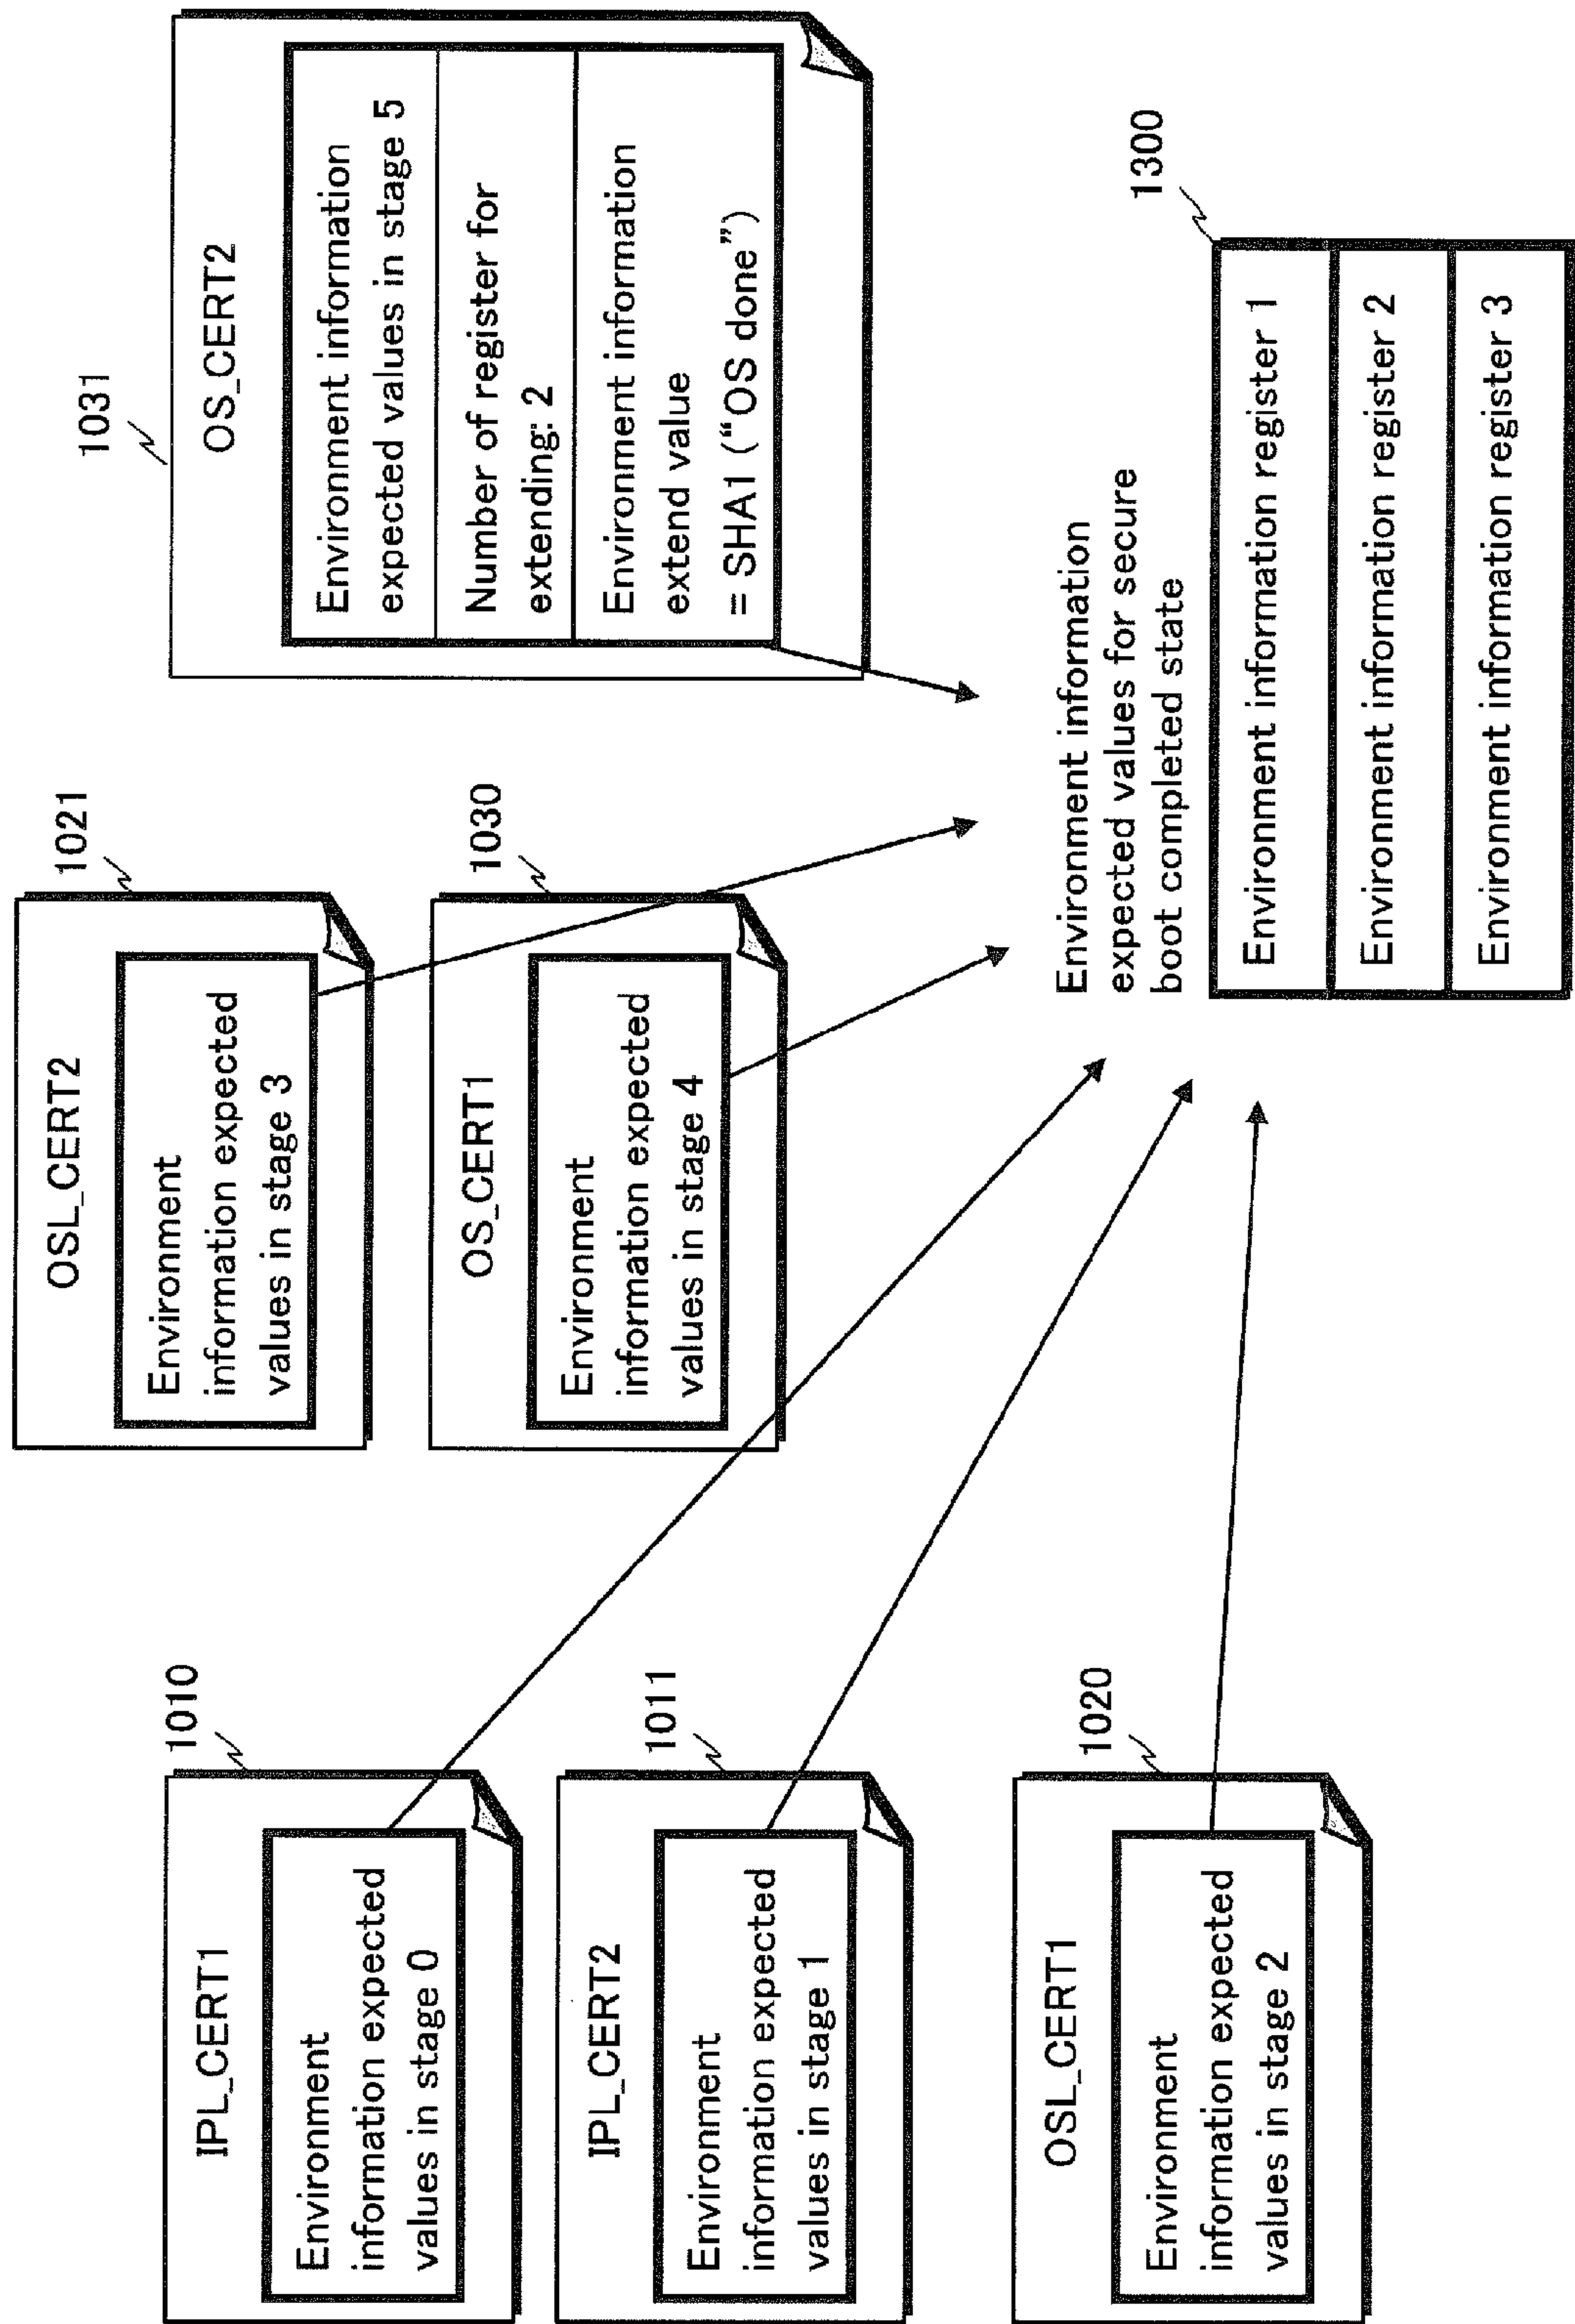 1010
IPL_CERT1
Environment
information expected
values in stage 0
1011
IPL_CERT2
Environment
information expected
values in stage 1
1020
OSL_CERT1
Environment
information expected
values in stage 2
1021
OSL_CERT2
Environment
information expected
values in stage 3
1030
OS_CERT1
Environment
information expected
values in stage 4
1031
OS_CERT2
Environment information
expected values in stage 5
Number of register for
extending: 2
Environment information
extend value
= SHA1 (“OS done”)
Environment information
expected values for secure
boot completed state
1300
Environment information register 1
Environment information register 2
Environment information register 3